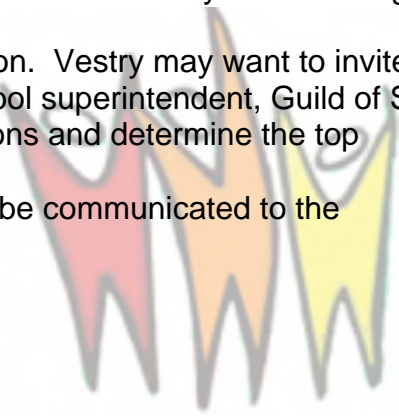 on. Vestry may want to invite
ool superintendent, Guild of S
ons and determine the top
be communicated to the